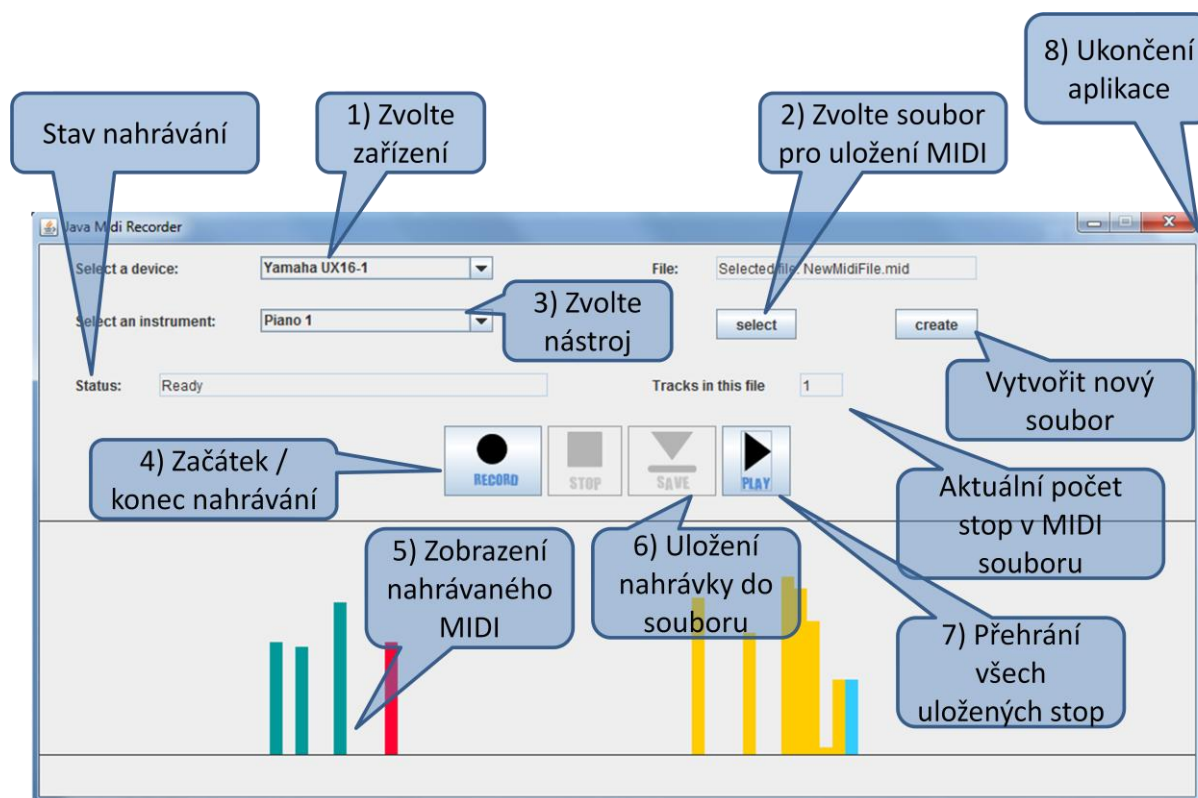 8) Ukončení
aplikace
Stav nahrávání
1) Zvolte
zařízení
2) Zvolte soubor
pro uložení MIDI
Java Midi Recorder
Select a device:
Yamaha UX16-1
File:
Selected file: NewMidiFile.mid
Select an instrument:
Piano 1
3) Zvolte
nástroj
select
create
Status:
Ready
Tracks in this file
1
Vytvořit nový
soubor
4) Začátek /
konec nahrávání
RECORD
STOP
SAVE
PLAY
Aktuální počet
stop v MIDI
souboru
5) Zobrazení
nahrávaného
MIDI
6) Uložení
nahrávky do
souboru
7) Přehrání
všech
uložených stop